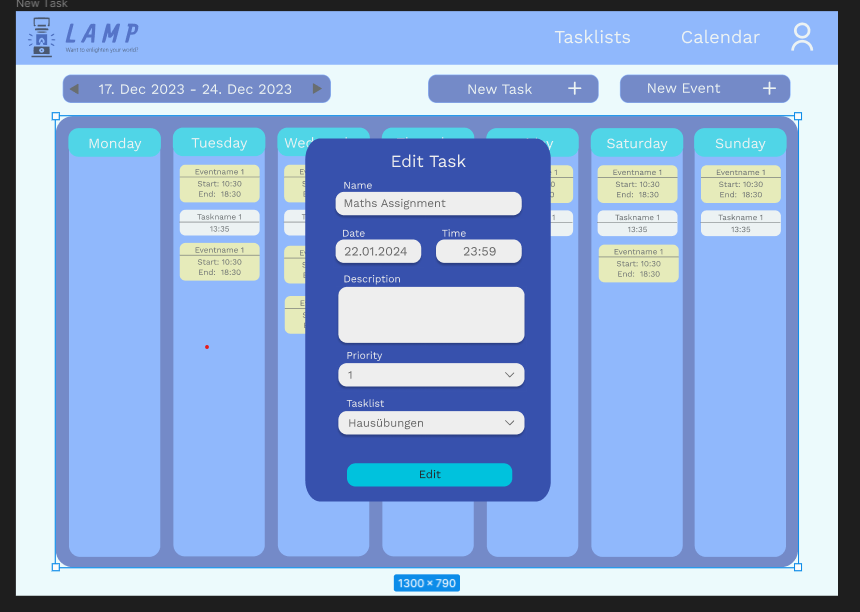 New Task
LAMP
Want to enlighten your world?
Tasklists
Calendar
17. Dec 2023 - 24. Dec 2023
New Task +
New Event +
Monday
Tuesday
Saturday
Sunday
Eventname 1
Start: 10:30
End: 18:30
Taskname 1
13:35
Eventname 1
Start: 10:30
End: 18:30
Edit Task
Name
Maths Assignment
Date
Time
22.01.2024
23:59
Description
Priority
1
Tasklist
Hausübungen
Edit
Eventname 1
Start: 10:30
End: 18:30
Taskname 1
13:35
Eventname 1
Start: 10:30
End: 18:30
Eventname 1
Start: 10:30
End: 18:30
Taskname 1
13:35
1300 × 790